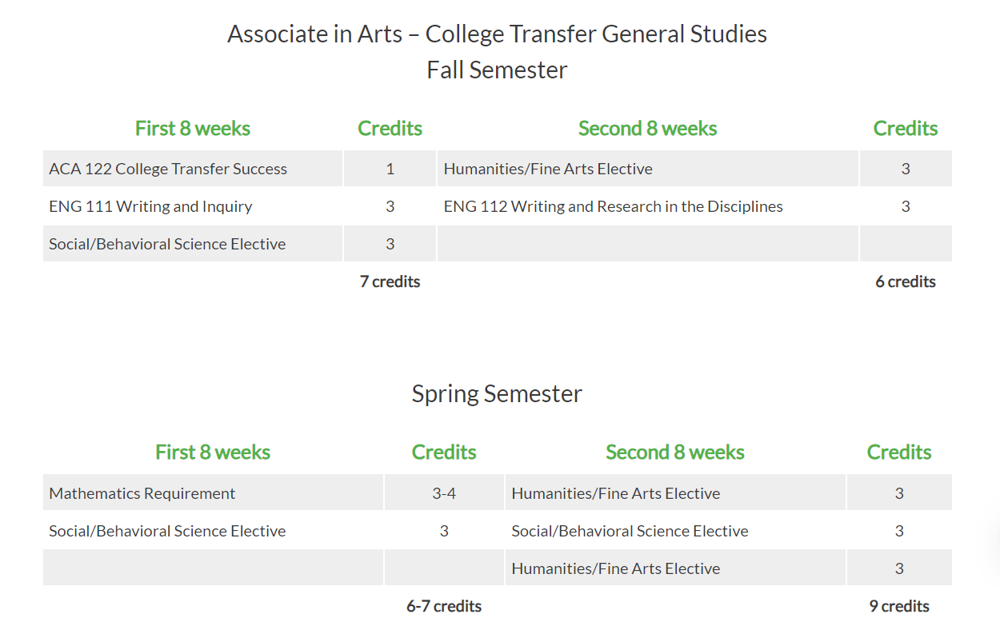 Associate in Arts – College Transfer General Studies
Fall Semester
First 8 weeks Credits Second 8 weeks Credits
ACA 122 College Transfer Success 1 Humanities/Fine Arts Elective 3
ENG 111 Writing and Inquiry 3 ENG 112 Writing and Research in the Disciplines 3
Social/Behavioral Science Elective 3
7 credits 6 credits
Spring Semester
First 8 weeks Credits Second 8 weeks Credits
Mathematics Requirement 3-4 Humanities/Fine Arts Elective 3
Social/Behavioral Science Elective 3 Social/Behavioral Science Elective 3
Humanities/Fine Arts Elective 3
6-7 credits 9 credits